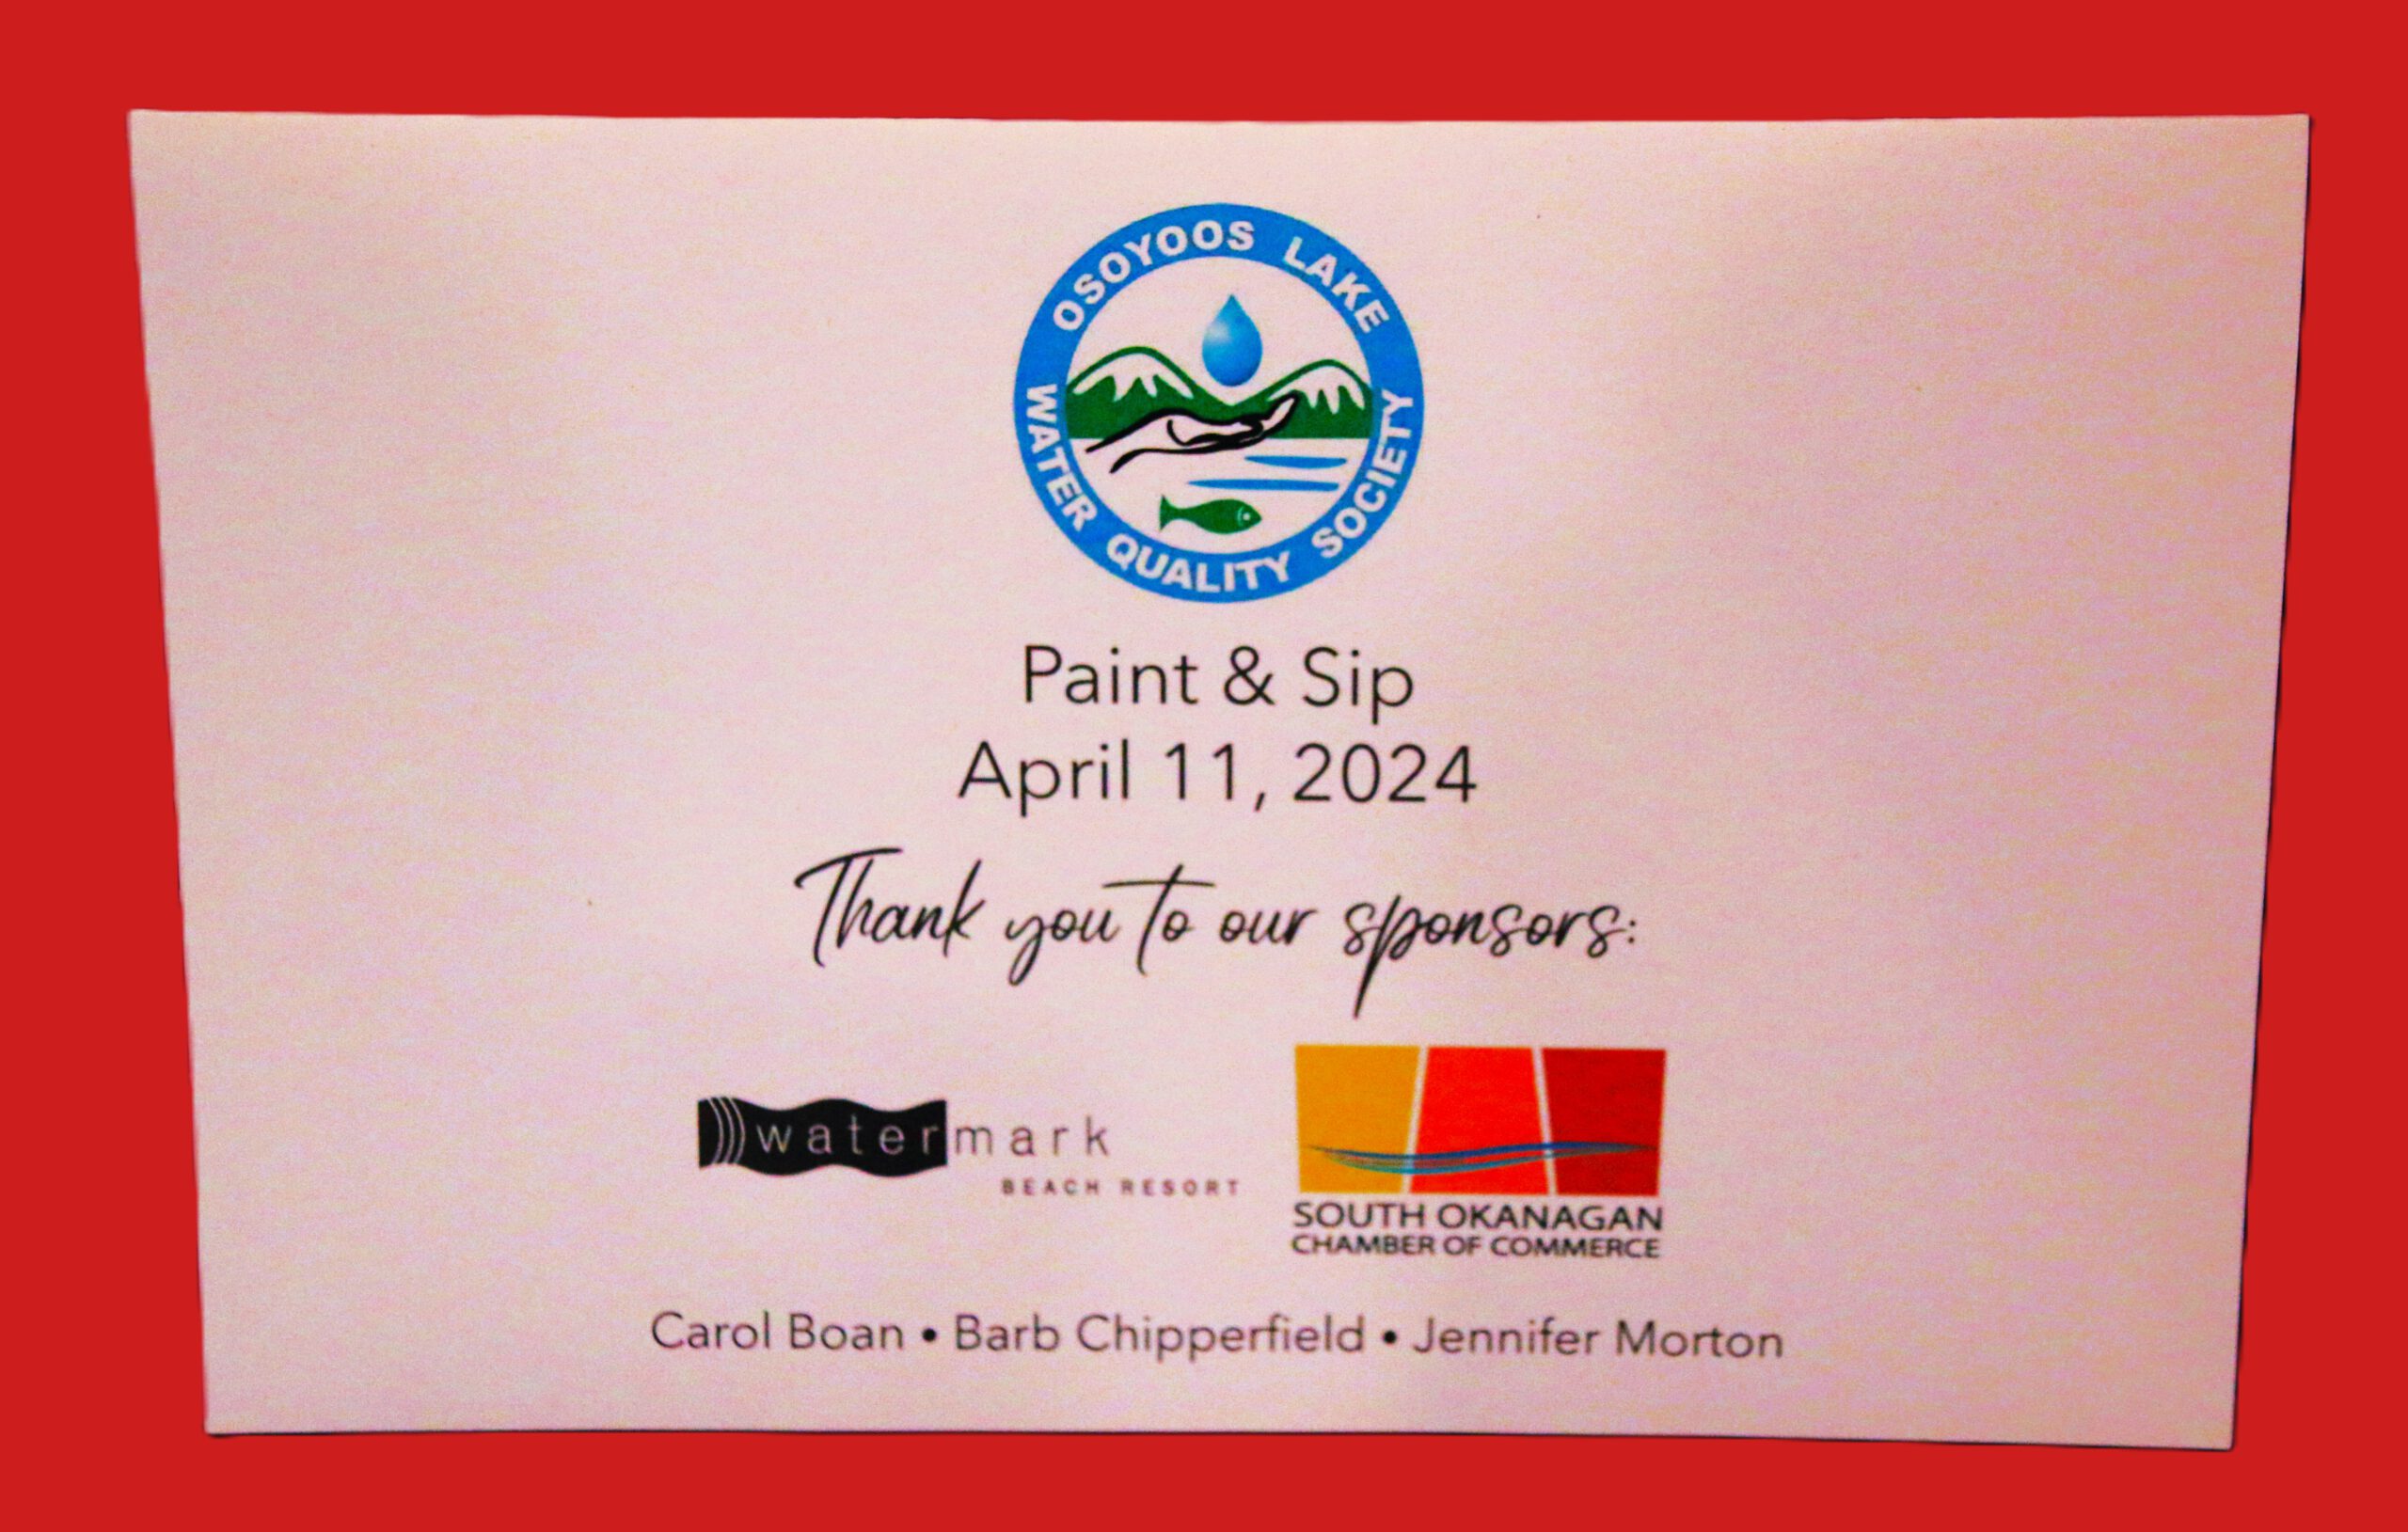 OSOYOOS LAKE
WATER QUALITY SOCIETY
Paint & Sip
April 11, 2024
Thank you to our sponsors:
watermark
BEACH RESORT
SOUTH OKANAGAN
CHAMBER OF COMMERCE
Carol Boan • Barb Chipperfield • Jennifer Morton